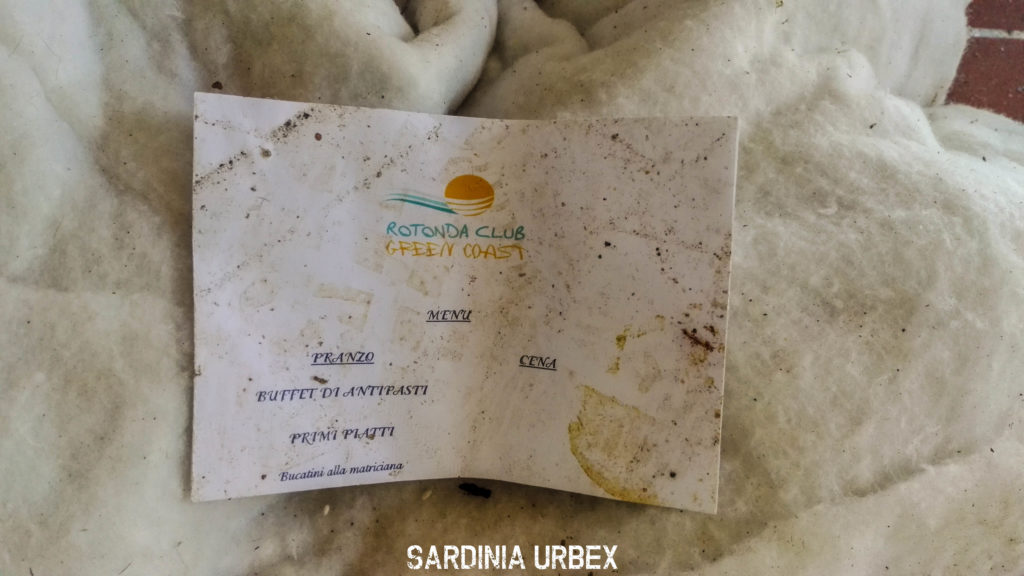 ROTONDA CLUB
GREEN COAST
MENU
PRANZO
CENA
BUFFET DI ANTIPASTI
PRIMI PIATTI
Bucatini alla matriciana
SARDINIA URBEX